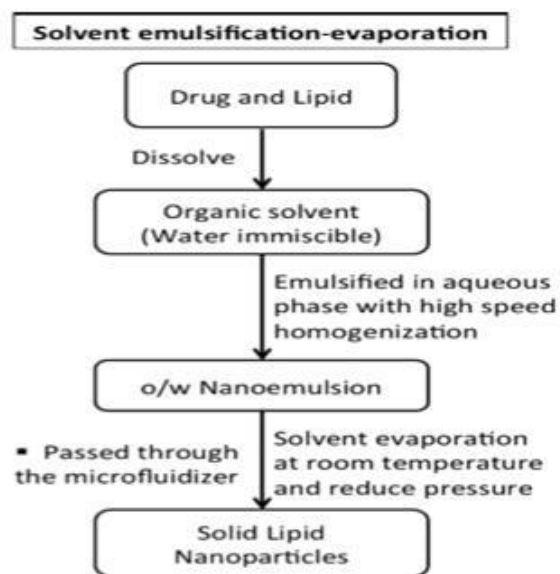 Solvent emulsification-evaporation
Drug and Lipid
Dissolve
Organic solvent
(Water immiscible)
Emulsified in aqueous
phase with high speed
homogenization
o/w Nanoemulsion
▪ Passed through
the microfluidizer
Solvent evaporation
at room temperature
and reduce pressure
Solid Lipid
Nanoparticles